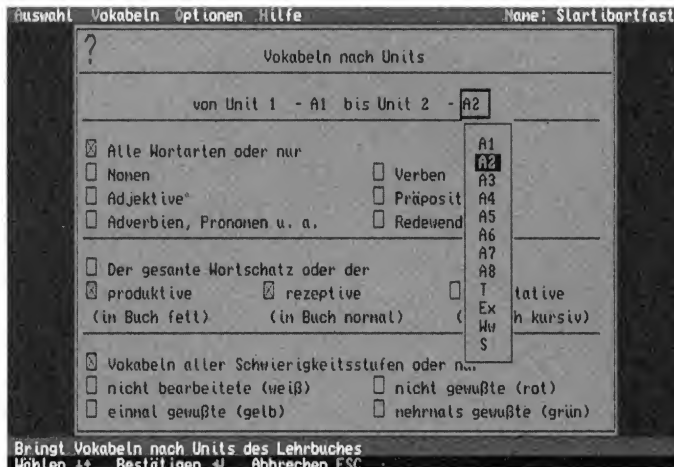 Auswahl Vokabeln Optionen Hilfe Name: Slartibartfast
?
Vokabeln nach Units
von Unit 1 - A1 bis Unit 2 - A2
A1
A2
A3
A4
A5
A6
A7
A8
T
Ex
Ww
S
Alle Wortarten oder nur
Nomen Verben
Adjektive Präposit
Adverbien, Pronomen u. a. Redewend
Der gesamte Wortschatz oder der
produktive rezeptive tative
(im Buch fett) (im Buch normal) ( h kursiv)
Vokabeln aller Schwierigkeitsstufen oder nur
nicht bearbeitete (weiß) nicht gewußte (rot)
einmal gewußte (gelb) mehrmals gewußte (grün)
Bringt Vokabeln nach Units des Lehrbuches
Wählen ↓↑ Bestätigen ↵ Abbrechen ESC